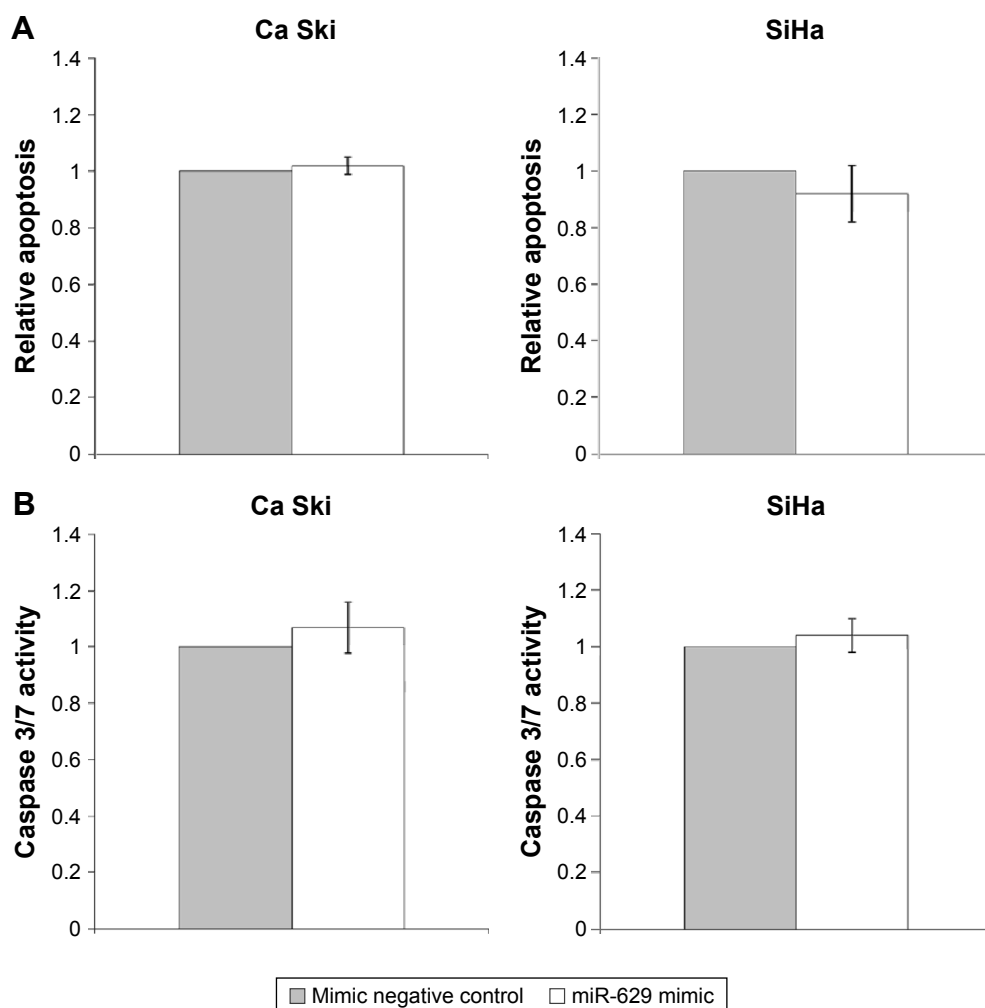 A
Ca Ski
SiHa
Relative apoptosis
1.4
1.2
1
0.8
0.6
0.4
0.2
0
Relative apoptosis
1.4
1.2
1
0.8
0.6
0.4
0.2
0
B
Ca Ski
SiHa
Caspase 3/7 activity
1.4
1.2
1
0.8
0.6
0.4
0.2
0
Caspase 3/7 activity
1.4
1.2
1
0.8
0.6
0.4
0.2
0
Mimic negative control miR-629 mimic